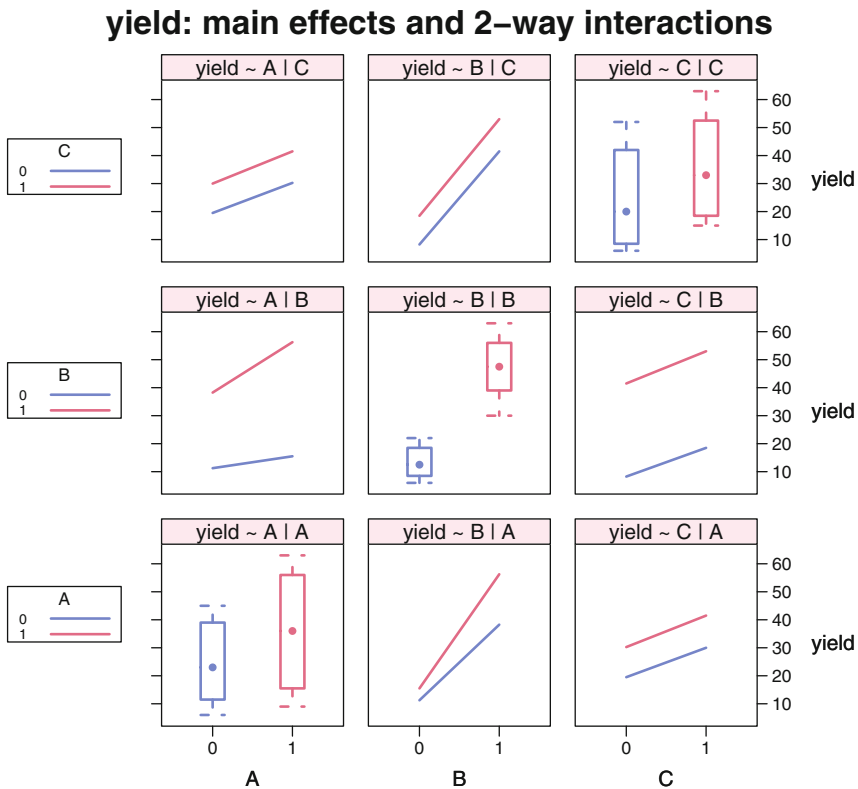 yield: main effects and 2−way interactions
yield ~ A | C
yield ~ B | C
yield ~ C | C
C
0
1
60
50
40
30
20
10
yield
yield ~ A | B
yield ~ B | B
yield ~ C | B
B
0
1
60
50
40
30
20
10
yield
yield ~ A | A
yield ~ B | A
yield ~ C | A
A
0
1
60
50
40
30
20
10
yield
0 1
0 1
0 1
A
B
C